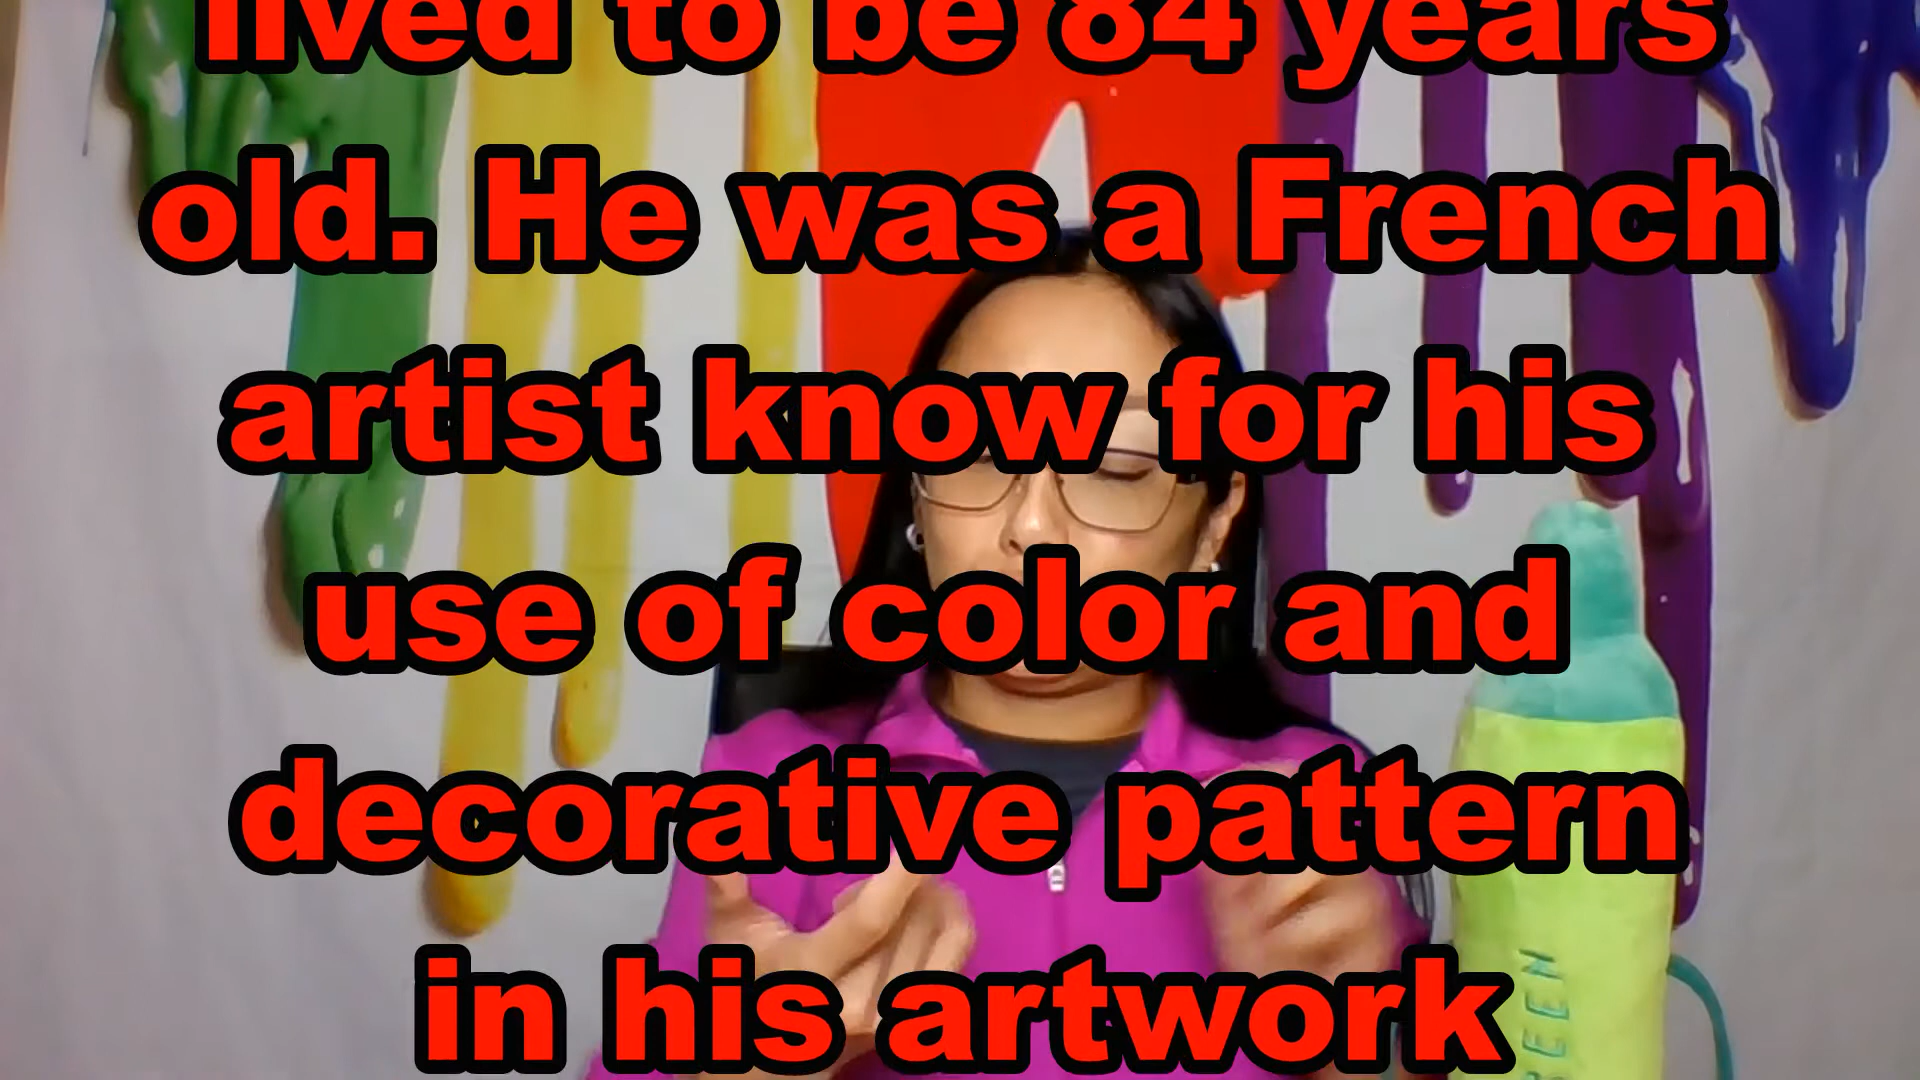 lived to be 84 years
old. He was a French
artist know for his
use of color and
decorative pattern
in his artwork